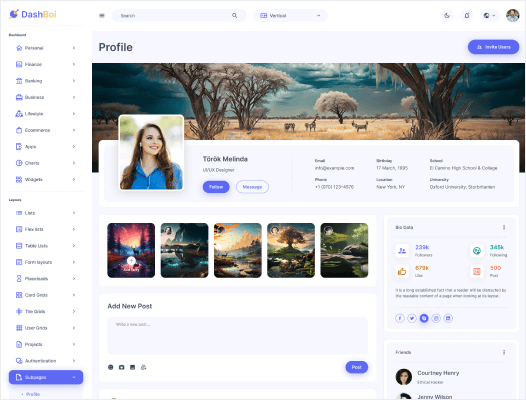 DashBoi
Search
Vertical
Dashboard
Personal
Finance
Banking
Business
Lifestyle
Ecommerce
Apps
Charts
Widgets
Layouts
Lists
Flex lists
Table Lists
Form layouts
Placeloads
Card Grids
Tile Grids
User Grids
Projects
Authentication
Subpages
Profile
Profile
Invite Users
Török Melinda
UI/UX Designer
Follow
Message
Email
info@example.com
Phone
+1 (070) 123-4570
Birthday
17 March, 1995
Location
New York, NY
School
El Camino High School & Collage
University
Oxford University,
Add New Post
Write a new post...
Post
Bio Data
239k
Followers
345k
Following
879k
Like
500
Post
It is a long established fact that a reader will be distracted by
the readable content of a page when looking at its layout.
Friends
Courtney Henry
Ethical Hacker
Jenny Wilson